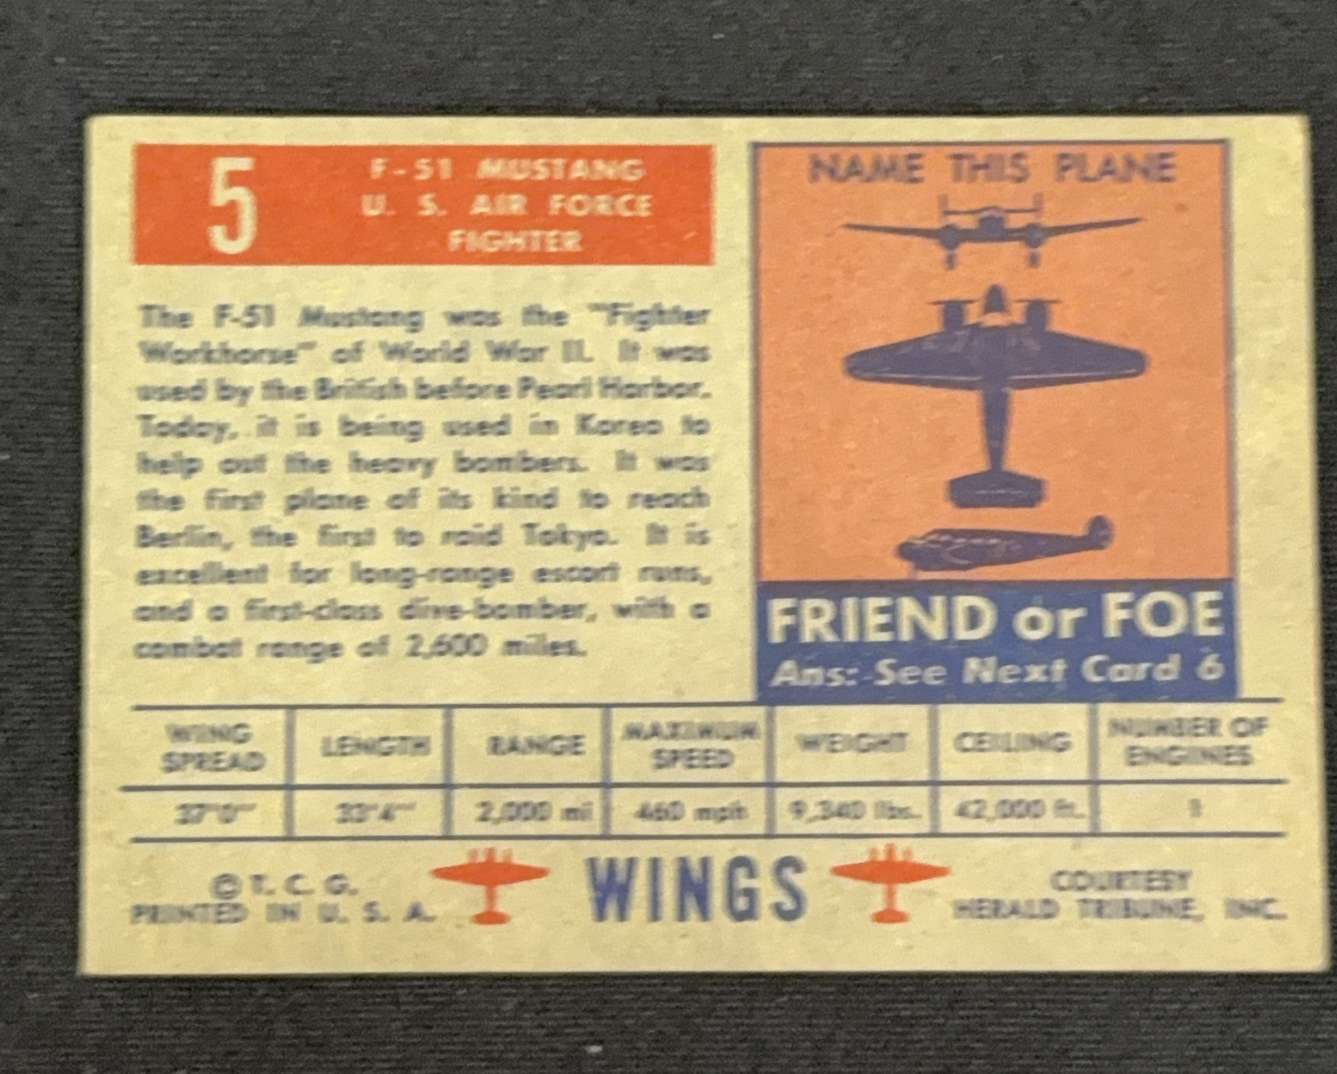 5
F-51 MUSTANG
U. S. AIR FORCE
FIGHTER
The F-51 Mustang was the "Fighter
Workhorse" of World War II. It was
used by the British before Pearl Harbor.
Today, it is being used in Korea to
help out the heavy bombers. It was
the first plane of its kind to reach
Berlin, the first to raid Tokyo. It is
excellent for long-range escort runs,
and a first-class dive-bomber, with a
combat range of 2,600 miles.
NAME THIS PLANE
FRIEND or FOE
Ans: See Next Card 6
WING SPREAD LENGTH RANGE MAXIMUM SPEED WEIGHT CEILING NUMBER OF ENGINES
37'0" 33'4" 2,000 mi 460 mph 9,340 lbs. 42,000 ft. 1
© T. C. G.
PRINTED IN U. S. A.
WINGS
COURTESY
HERALD TRIBUNE, INC.